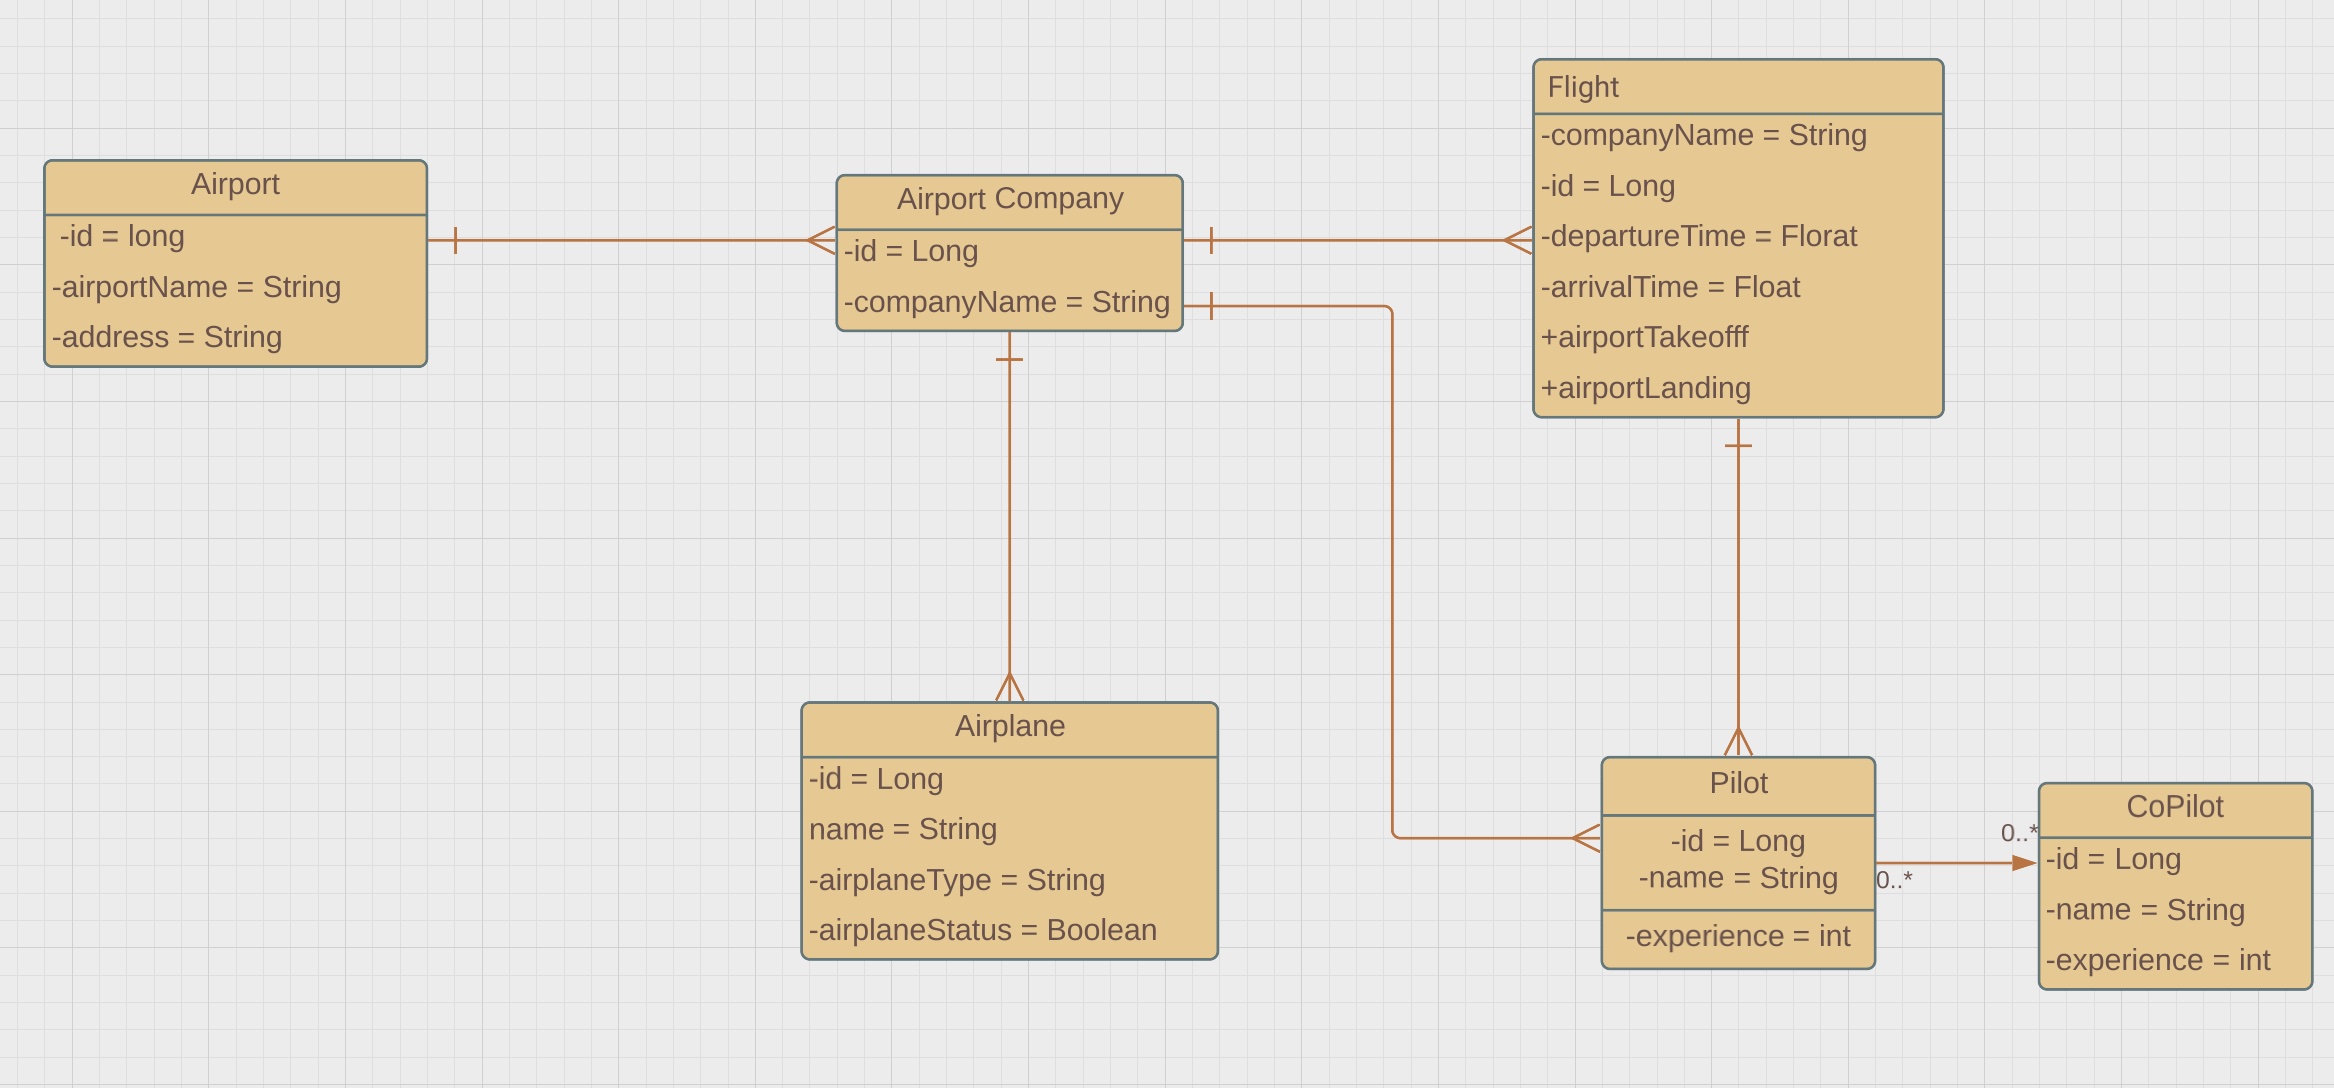 Airport
-id = long
-airportName = String
-address = String
Airport Company
-id = Long
-companyName = String
Flight
-companyName = String
-id = Long
-departureTime = Florat
-arrivalTime = Float
+airportTakeofff
+airportLanding
Airplane
-id = Long
name = String
-airplaneType = String
-airplaneStatus = Boolean
Pilot
-id = Long
-name = String
-experience = int
0..*
0..*
CoPilot
-id = Long
-name = String
-experience = int